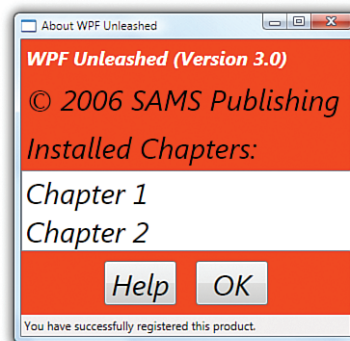 About WPF Unleashed
WPF Unleashed (Version 3.0)
© 2006 SAMS Publishing
Installed Chapters:
Chapter 1
Chapter 2
Help OK
You have successfully registered this product.